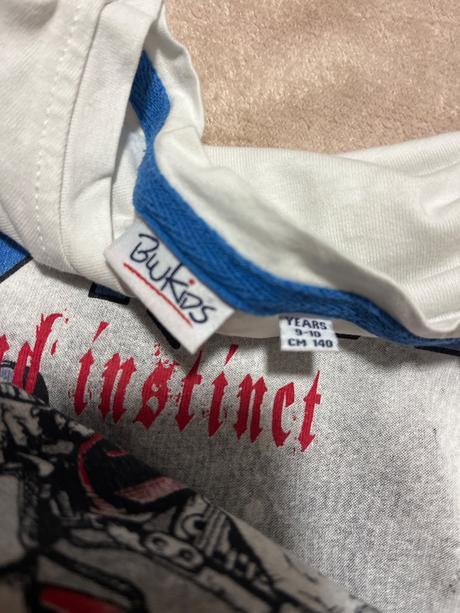 BLUKiDS
YEARS
9-10
CM 140
instinct